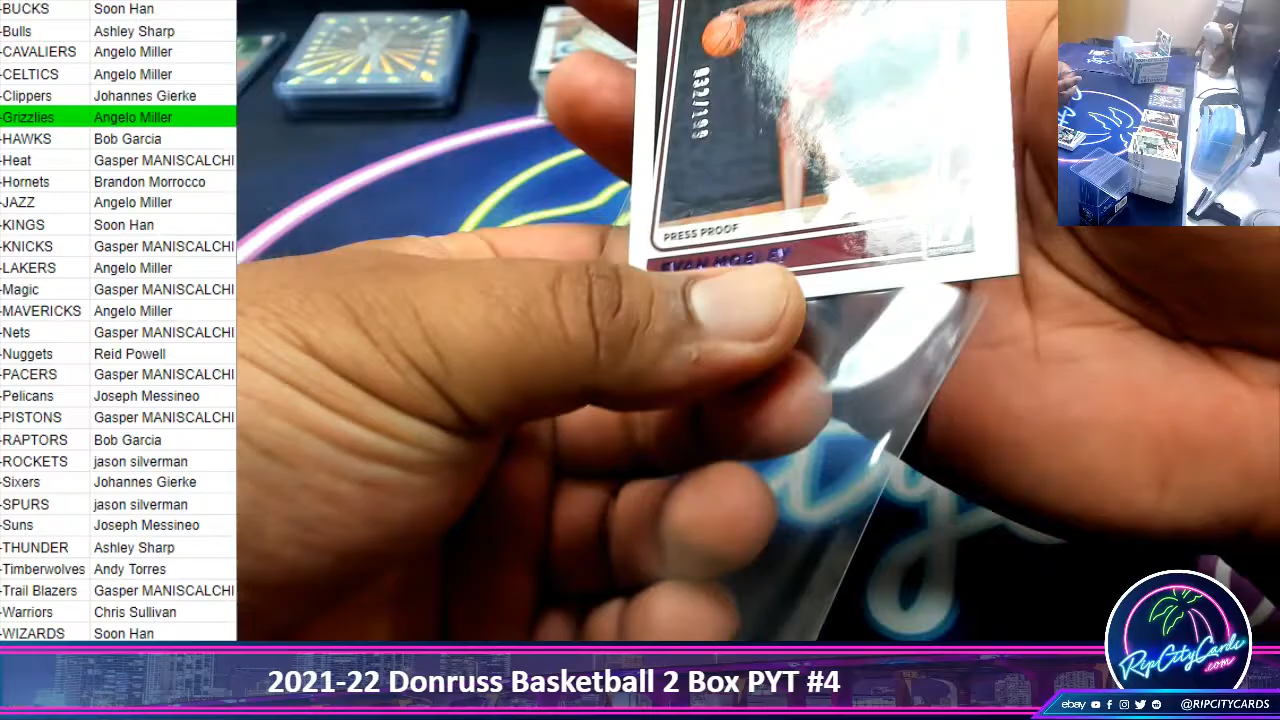 -BUCKS Soon Han
-Bulls Ashley Sharp
-CAVALIERS Angelo Miller
-CELTICS Angelo Miller
-Clippers Johannes Gierke
-Grizzlies Angelo Miller
-HAWKS Bob Garcia
-Heat Gasper MANISCALCHI
-Hornets Brandon Morrocco
-JAZZ Angelo Miller
-KINGS Soon Han
-KNICKS Gasper MANISCALCHI
-LAKERS Angelo Miller
-Magic Gasper MANISCALCHI
-MAVERICKS Angelo Miller
-Nets Gasper MANISCALCHI
-Nuggets Reid Powell
-PACERS Gasper MANISCALCHI
-Pelicans Joseph Messineo
-PISTONS Gasper MANISCALCHI
-RAPTORS Bob Garcia
-ROCKETS jason silverman
-Sixers Johannes Gierke
-SPURS jason silverman
-Suns Joseph Messineo
-THUNDER Ashley Sharp
-Timberwolves Andy Torres
-Trail Blazers Gasper MANISCALCHI
-Warriors Chris Sullivan
-WIZARDS Soon Han
032/199
PRESS PROOF
EVAN MOBLEY
2021-22 Donruss Basketball 2 Box PYT #4
RipCityCards
.com
ebay @RIPCITYCARDS